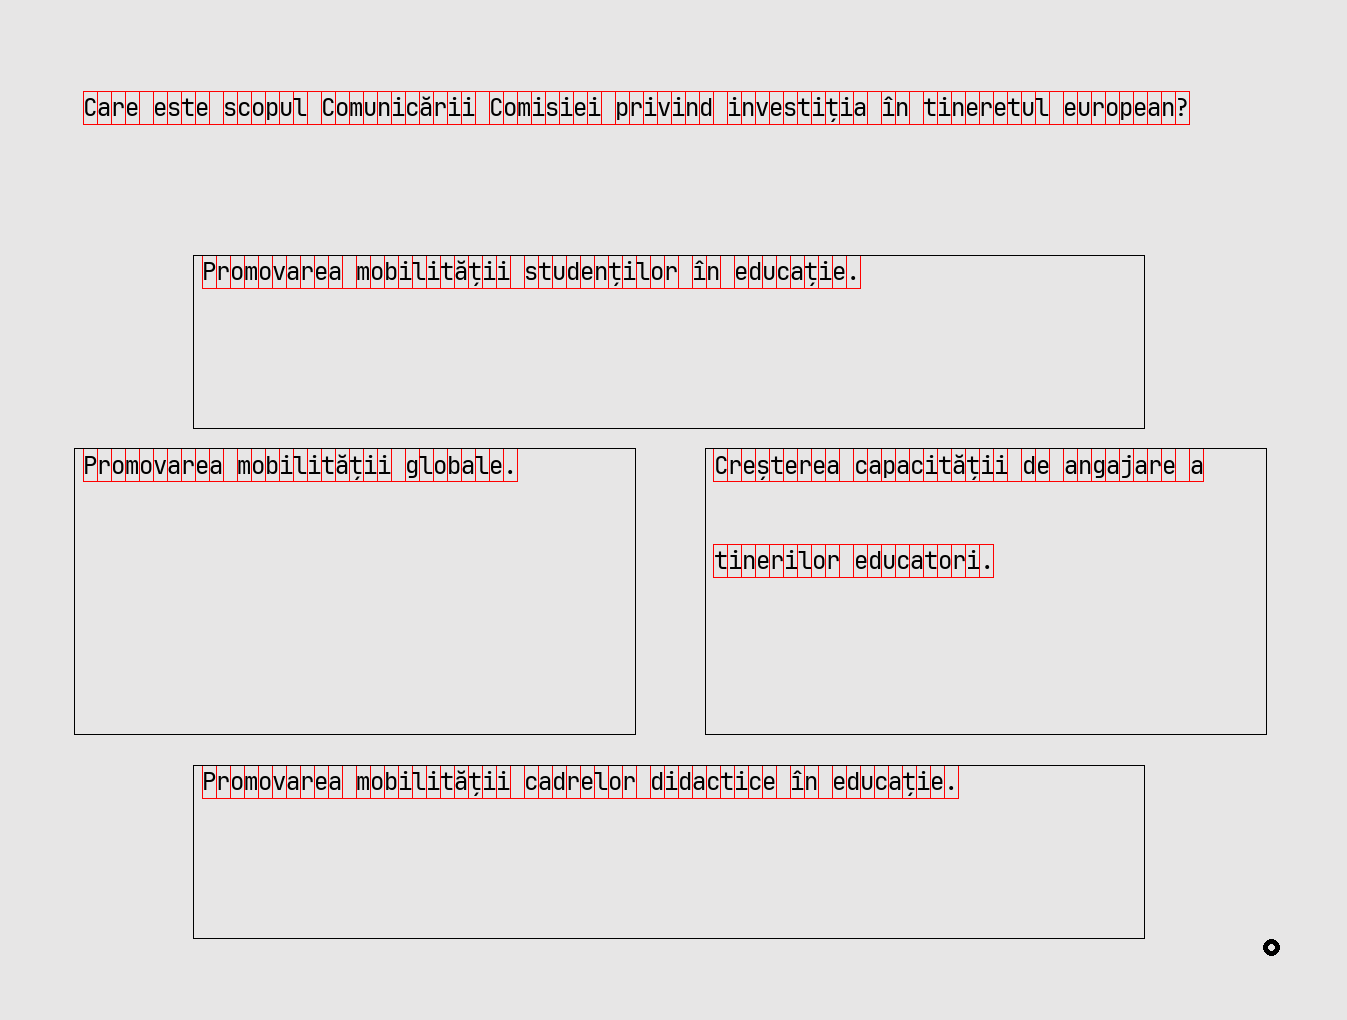 Care este scopul Comunicării Comisiei privind investiția în tineretul european?
Promovarea mobilității studenților în educație.
Promovarea mobilității globale.
Creșterea capacității de angajare a
tinerilor educatori.
Promovarea mobilității cadrelor didactice în educație.